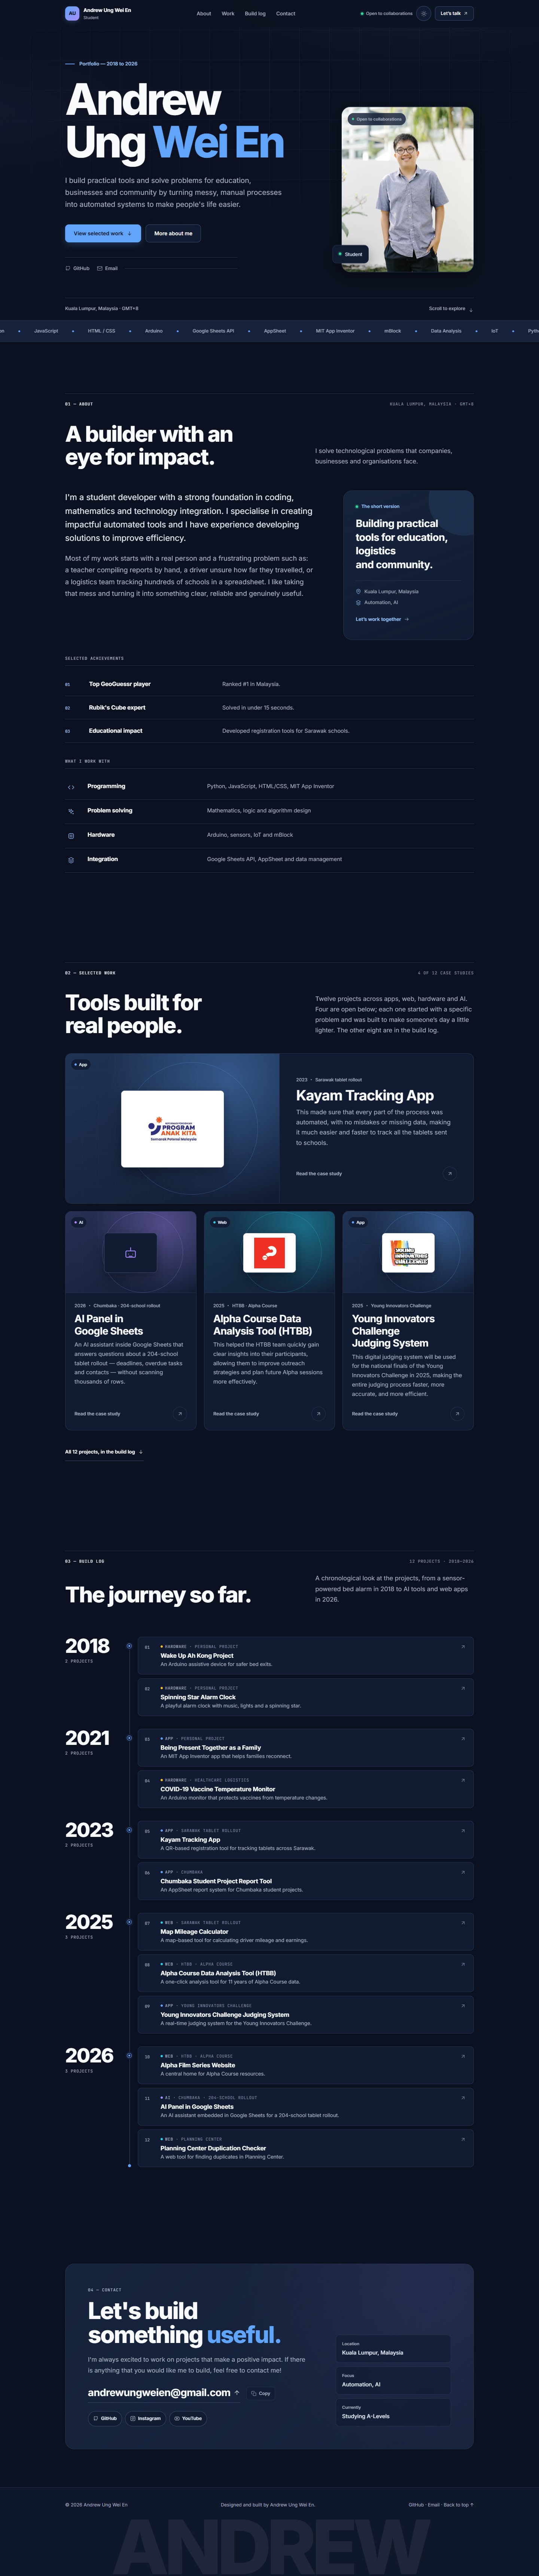 AU
Andrew Ung Wei En
Student
About
Work
Build log
Contact
Open to collaborations
Let's talk
Portfolio — 2018 to 2026
Andrew
Ung Wei En
Open to collaborations
Student
I build practical tools and solve problems for education,
businesses and community by turning messy, manual processes
into automated systems to make people's life easier.
View selected work
More about me
GitHub
Email
Kuala Lumpur, Malaysia · GMT+8
Scroll to explore
JavaScript
HTML / CSS
Arduino
Google Sheets API
AppSheet
MIT App Inventor
mBlock
Data Analysis
IoT
01 — ABOUT
KUALA LUMPUR, MALAYSIA · GMT+8
A builder with an
eye for impact.
I solve technological problems that companies,
businesses and organisations face.
I'm a student developer with a strong foundation in coding,
mathematics and technology integration. I specialise in creating
impactful automated tools and I have experience developing
solutions to improve efficiency.
Most of my work starts with a real person and a frustrating problem such as:
a teacher compiling reports by hand, a driver unsure how far they travelled, or
a logistics team tracking hundreds of schools in a spreadsheet. I like taking
that mess and turning it into something clear, reliable and genuinely useful.
The short version
Building practical
tools for education,
logistics
and community.
Kuala Lumpur, Malaysia
Automation, AI
Let's work together
SELECTED ACHIEVEMENTS
01
Top GeoGuessr player
Ranked #1 in Malaysia.
02
Rubik's Cube expert
Solved in under 15 seconds.
03
Educational impact
Developed registration tools for Sarawak schools.
WHAT I WORK WITH
Programming
Python, JavaScript, HTML/CSS, MIT App Inventor
Problem solving
Mathematics, logic and algorithm design
Hardware
Arduino, sensors, IoT and mBlock
Integration
Google Sheets API, AppSheet and data management
02 — SELECTED WORK
4 OF 12 CASE STUDIES
Tools built for
real people.
Twelve projects across apps, web, hardware and AI.
Four are open below; each one started with a specific
problem and was built to make someone's day a little
lighter. The other eight are in the build log.
App
PROGRAM
ANAK KITA
2023 · Sarawak tablet rollout
Kayam Tracking App
This made sure that every part of the process was
automated, with no mistakes or missing data, making
it much easier and faster to track all the tablets sent
to schools.
Read the case study
AI
2026 · Chumbaka · 204-school rollout
AI Panel in
Google Sheets
An AI assistant inside Google Sheets that
answers questions about a 204-school
tablet rollout — deadlines, overdue tasks
and contacts — without scanning
thousands of rows.
Read the case study
Web
2025 · HTBB · Alpha Course
Alpha Course Data
Analysis Tool (HTBB)
This helped the HTBB team quickly gain
clear insights into their participants,
allowing them to improve outreach
strategies and plan future Alpha sessions
more effectively.
Read the case study
App
YOUNG
INNOVATORS
CHALLENGE
2025 · Young Innovators Challenge
Young Innovators
Challenge
Judging System
This digital judging system will be used
for the national finals of the Young
Innovators Challenge in 2025, making the
entire judging process faster, more
accurate, and more efficient.
Read the case study
All 12 projects, in the build log
03 — BUILD LOG
12 PROJECTS · 2018–2026
The journey so far.
A chronological look at the projects, from a sensor-
powered bed alarm in 2018 to AI tools and web apps
in 2026.
2018
2 PROJECTS
01
HARDWARE · PERSONAL PROJECT
Wake Up Ah Kong Project
An Arduino assistive device for safer bed exits.
02
HARDWARE · PERSONAL PROJECT
Spinning Star Alarm Clock
A playful alarm clock with music, lights and a spinning star.
2021
2 PROJECTS
03
APP · PERSONAL PROJECT
Being Present Together as a Family
An MIT App Inventor app that helps families reconnect.
04
HARDWARE · HEALTHCARE LOGISTICS
COVID-19 Vaccine Temperature Monitor
An Arduino monitor that protects vaccines from temperature changes.
2023
2 PROJECTS
05
APP · SARAWAK TABLET ROLLOUT
Kayam Tracking App
A QR-based registration tool for tracking tablets across Sarawak.
06
APP · CHUMBAKA
Chumbaka Student Project Report Tool
An AppSheet report system for Chumbaka student projects.
2025
3 PROJECTS
07
WEB · SARAWAK TABLET ROLLOUT
Map Mileage Calculator
A map-based tool for calculating driver mileage and earnings.
08
WEB · HTBB · ALPHA COURSE
Alpha Course Data Analysis Tool (HTBB)
A one-click analysis tool for 11 years of Alpha Course data.
09
APP · YOUNG INNOVATORS CHALLENGE
Young Innovators Challenge Judging System
A real-time judging system for the Young Innovators Challenge.
2026
3 PROJECTS
10
WEB · HTBB · ALPHA COURSE
Alpha Film Series Website
A central home for Alpha Course resources.
11
AI · CHUMBAKA · 204-SCHOOL ROLLOUT
AI Panel in Google Sheets
An AI assistant embedded in Google Sheets for a 204-school tablet rollout.
12
WEB · PLANNING CENTER
Planning Center Duplication Checker
A web tool for finding duplicates in Planning Center.
04 — CONTACT
Let's build
something useful.
I'm always excited to work on projects that make a positive impact. If there
is anything that you would like me to build, feel free to contact me!
andrewungweien@gmail.com
Copy
GitHub
Instagram
YouTube
Location
Kuala Lumpur, Malaysia
Focus
Automation, AI
Currently
Studying A-Levels
© 2026 Andrew Ung Wei En
Designed and built by Andrew Ung Wei En.
GitHub · Email · Back to top ↑
ANDREW